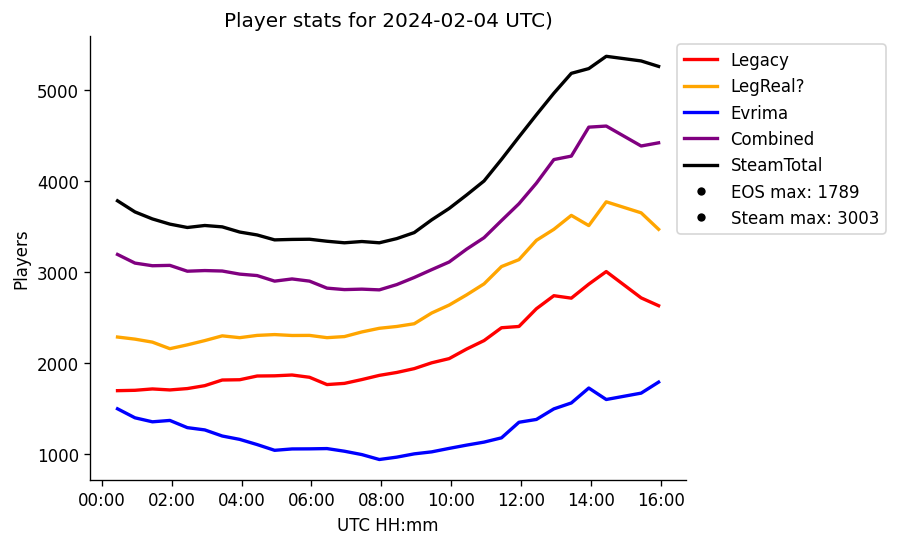 Player stats for 2024-02-04 UTC)
Legacy
LegReal?
Evrima
Combined
SteamTotal
EOS max: 1789
Steam max: 3003
Players
5000
4000
3000
2000
1000
00:00 02:00 04:00 06:00 08:00 10:00 12:00 14:00 16:00
UTC HH:mm